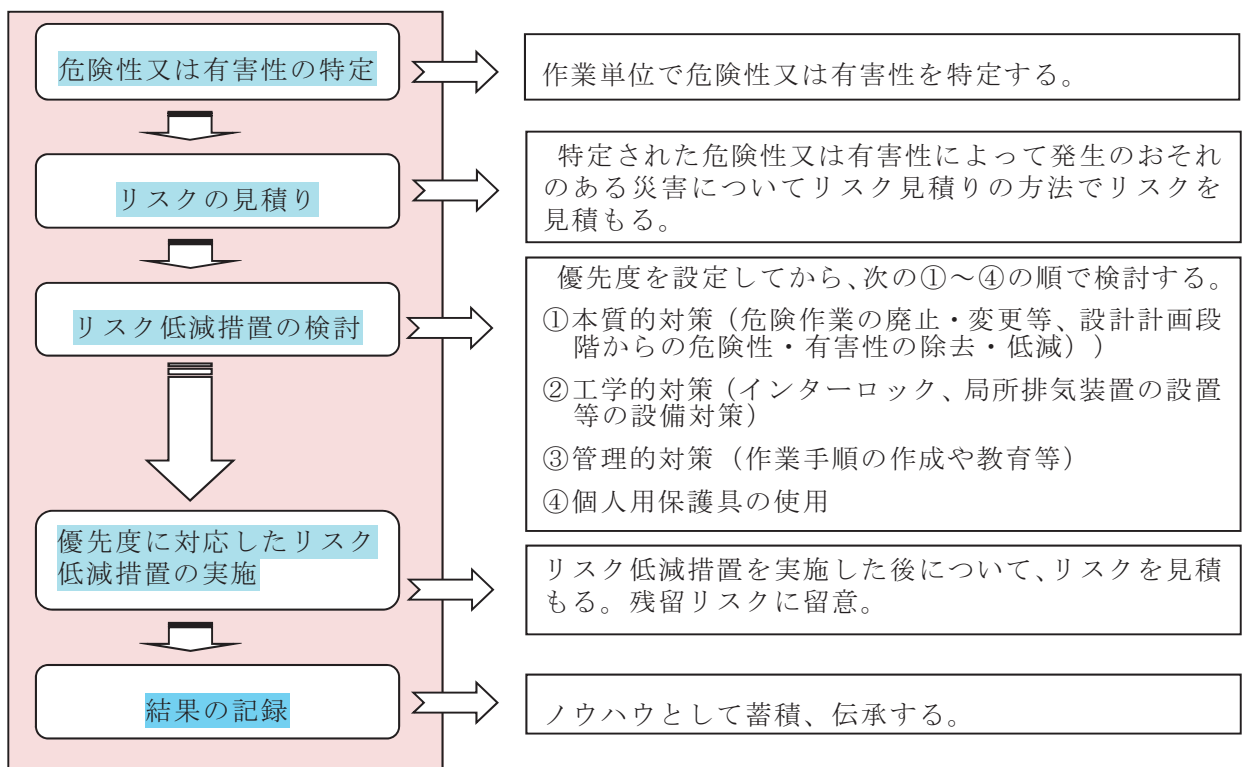 危険性又は有害性の特定
作業単位で危険性又は有害性を特定する。
リスクの見積り
特定された危険性又は有害性によって発生のおそれ
のある災害についてリスク見積りの方法でリスクを
見積もる。
リスク低減措置の検討
優先度を設定してから、次の①~④の順で検討する。
①本質的対策(危険作業の廃止・変更等、設計計画段
階からの危険性・有害性の除去・低減))
②工学的対策(インターロック、局所排気装置の設置
等の設備対策)
③管理的対策(作業手順の作成や教育等)
④個人用保護具の使用
優先度に対応したリスク
低減措置の実施
リスク低減措置を実施した後について、リスクを見積
もる。残留リスクに留意。
結果の記録
ノウハウとして蓄積、伝承する。